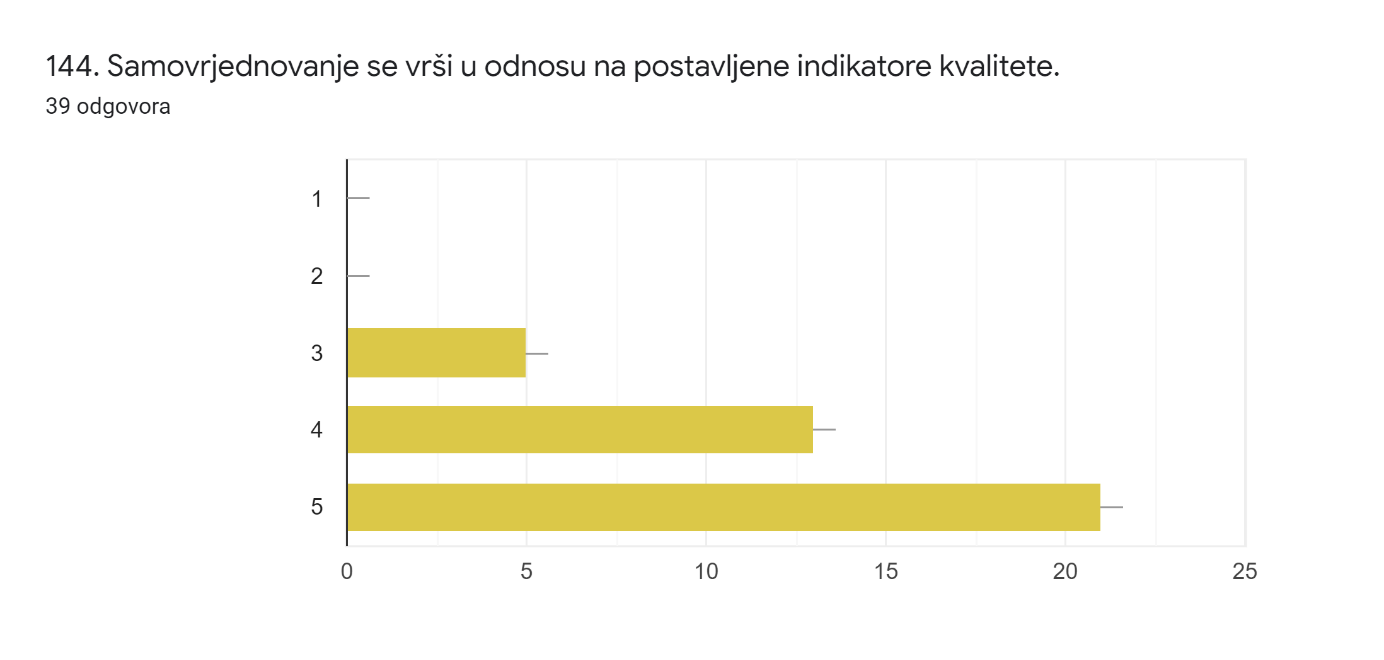 144. Samovrjednovanje se vrši u odnosu na postavljene indikatore kvalitete.
39 odgovora
1
2
3
4
5
0 5 10 15 20 25